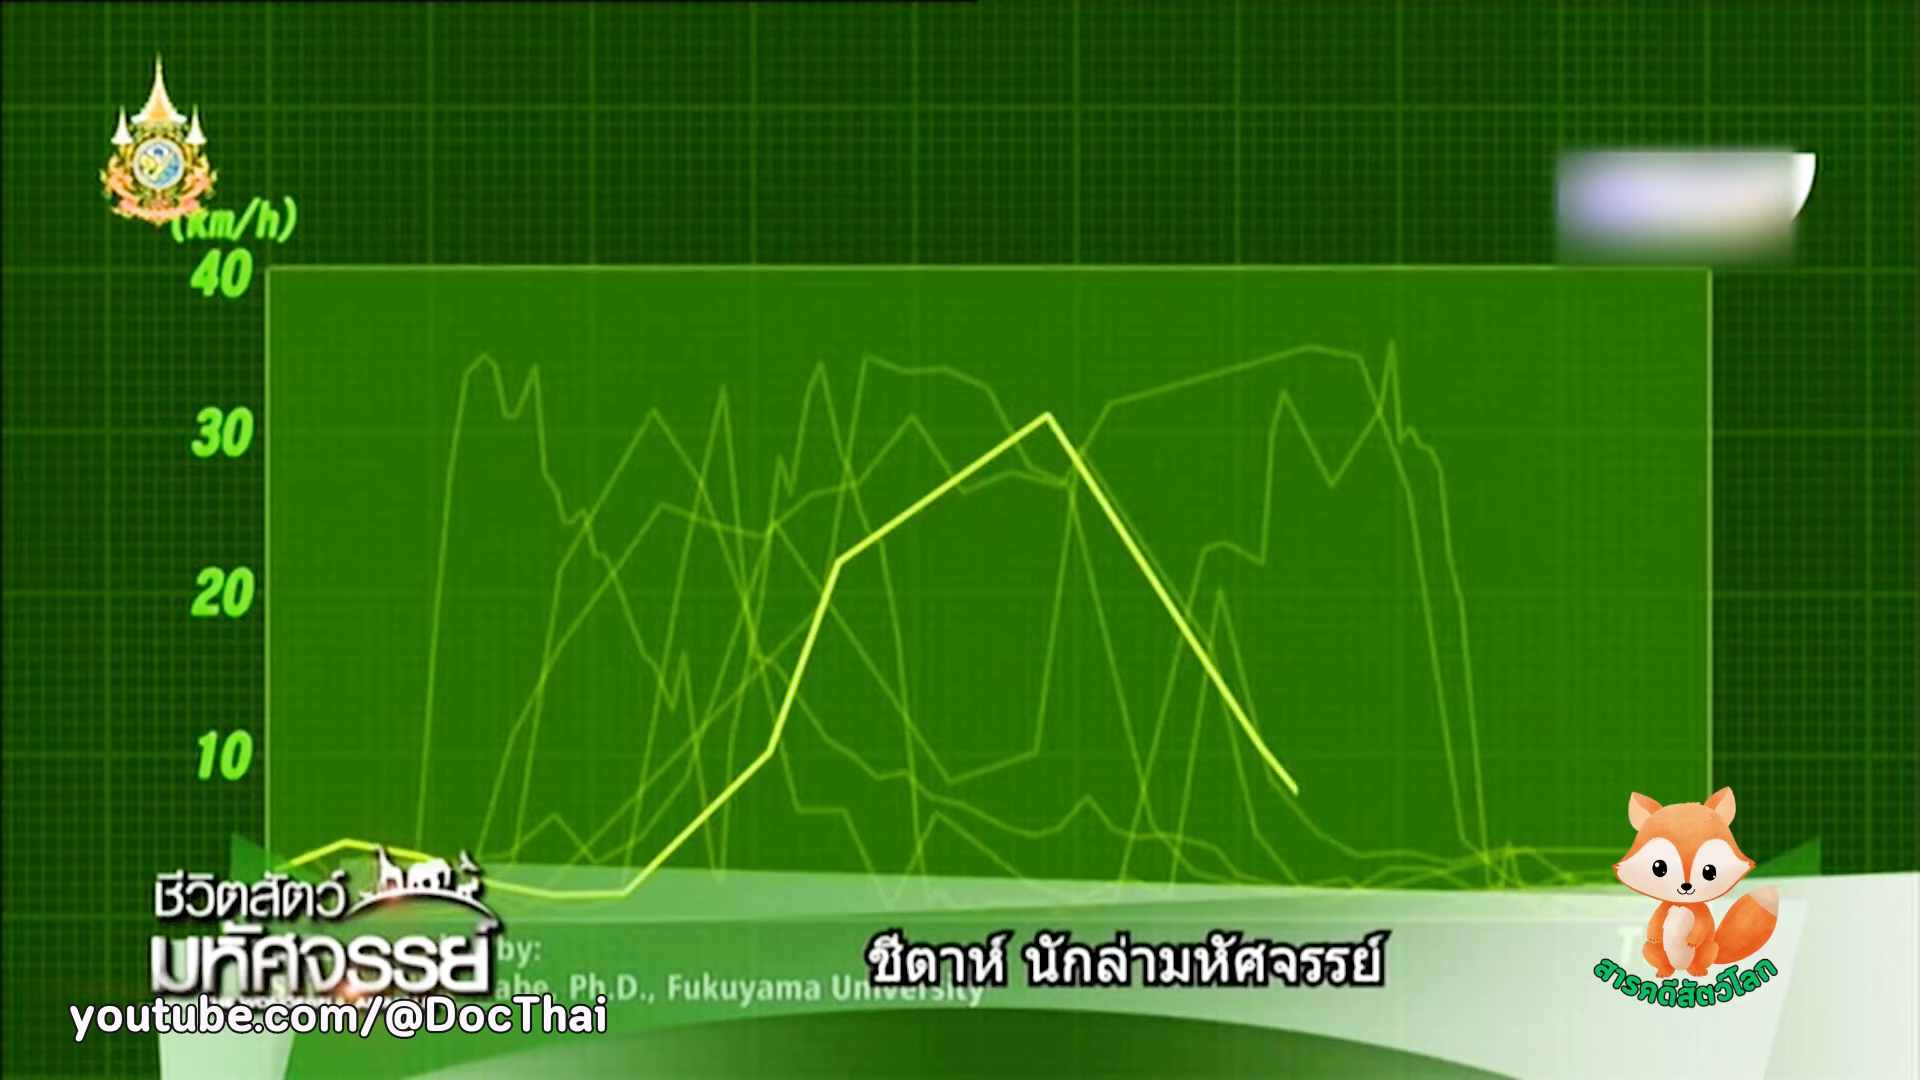 (km/h)
40
30
20
10
ชีวิตสัตว์
มหัศจรรย์
by:
Ph.D., Fukuyama University
ชีตาห์ นักล่ามหัศจรรย์
youtube.com/@DocThai
สารคดีสัตว์โลก